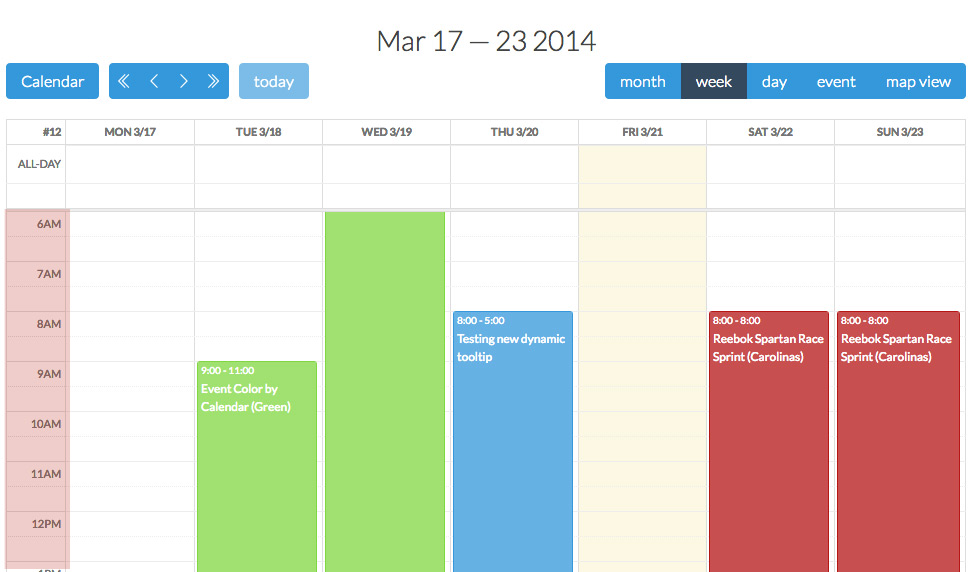 Mar 17 — 23 2014
Calendar
today
month week day event map view
#12 MON 3/17 TUE 3/18 WED 3/19 THU 3/20 FRI 3/21 SAT 3/22 SUN 3/23
ALL-DAY
6AM
7AM
8AM
8:00 - 5:00
Testing new dynamic
tooltip
8:00 - 8:00
Reebok Spartan Race
Sprint (Carolinas)
8:00 - 8:00
Reebok Spartan Race
Sprint (Carolinas)
9AM
9:00 - 11:00
Event Color by
Calendar (Green)
10AM
11AM
12PM